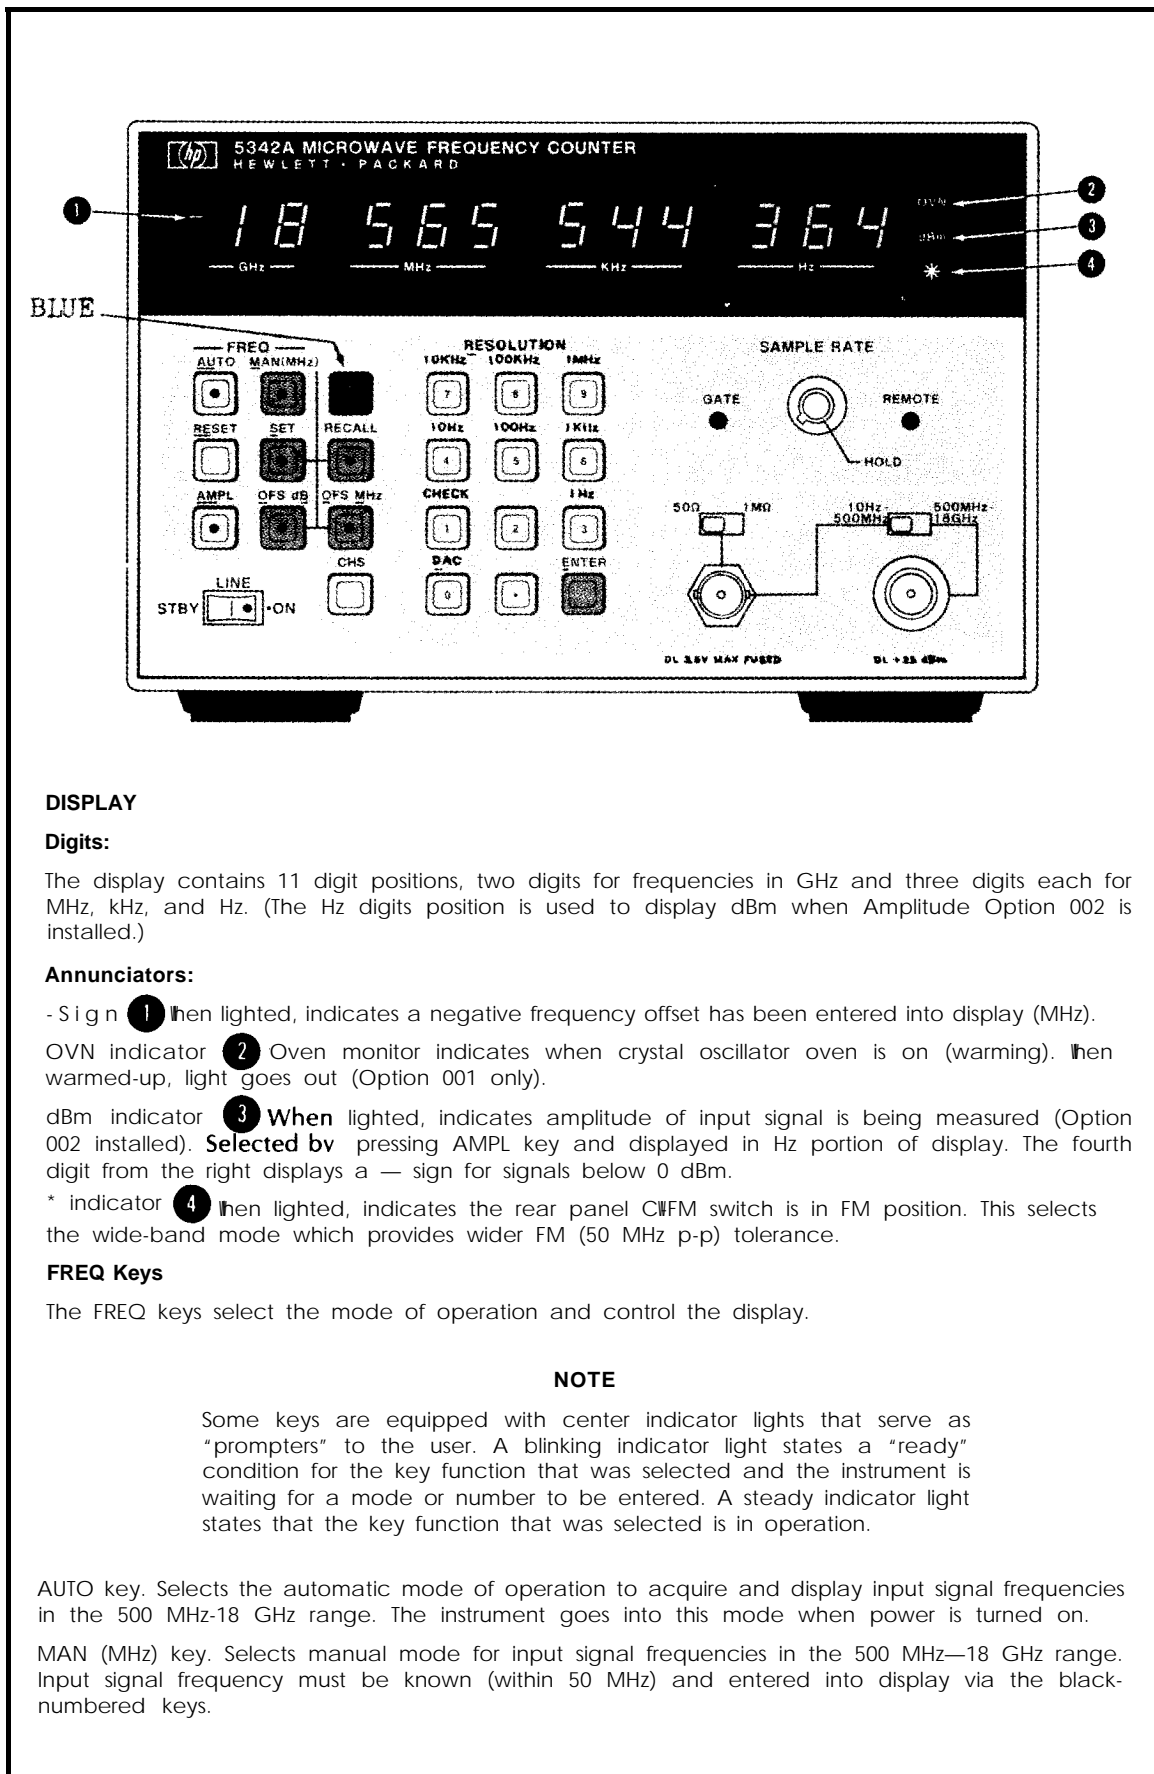 hp 5342A MICROWAVE FREQUENCY COUNTER
HEWLETT · PACKARD
1 - 18 565 544 364
OVN 2
dBm 3
* 4
GHz MHz KHz Hz
BLUE
FREQ
AUTO MAN(MHz)
RESET SET RECALL
AMPL OFS dB OFS MHz
CHS
LINE
STBY ON
RESOLUTION
10KHz 100KHz 1MHz
7 8 9
10Hz 100Hz 1KHz
4 5 6
CHECK 1Hz
1 2 3
DAC ENTER
0 .
SAMPLE RATE
GATE REMOTE
HOLD
50Ω 1MΩ
10Hz-500MHz 500MHz-18GHz
DL 3.5V MAX FUSED DL +25 dBm
DISPLAY
Digits:
The display contains 11 digit positions, two digits for frequencies in GHz and three digits each for
MHz, kHz, and Hz. (The Hz digits position is used to display dBm when Amplitude Option 002 is
installed.)
Annunciators:
- Sign 1 When lighted, indicates a negative frequency offset has been entered into display (MHz).
OVN indicator 2 Oven monitor indicates when crystal oscillator oven is on (warming). When
warmed-up, light goes out (Option 001 only).
dBm indicator 3 When lighted, indicates amplitude of input signal is being measured (Option
002 installed). Selected by pressing AMPL key and displayed in Hz portion of display. The fourth
digit from the right displays a — sign for signals below 0 dBm.
* indicator 4 When lighted, indicates the rear panel CW-FM switch is in FM position. This selects
the wide-band mode which provides wider FM (50 MHz p-p) tolerance.
FREQ Keys
The FREQ keys select the mode of operation and control the display.
NOTE
Some keys are equipped with center indicator lights that serve as
“prompters” to the user. A blinking indicator light states a “ready”
condition for the key function that was selected and the instrument is
waiting for a mode or number to be entered. A steady indicator light
states that the key function that was selected is in operation.
AUTO key. Selects the automatic mode of operation to acquire and display input signal frequencies
in the 500 MHz-18 GHz range. The instrument goes into this mode when power is turned on.
MAN (MHz) key. Selects manual mode for input signal frequencies in the 500 MHz—18 GHz range.
Input signal frequency must be known (within 50 MHz) and entered into display via the black-
numbered keys.